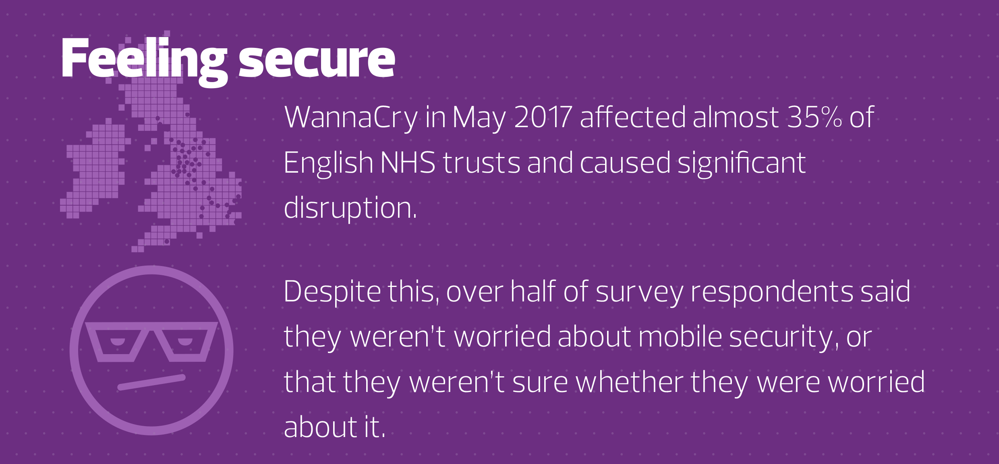 Feeling secure
WannaCry in May 2017 affected almost 35% of
English NHS trusts and caused significant
disruption.
Despite this, over half of survey respondents said
they weren’t worried about mobile security, or
that they weren’t sure whether they were worried
about it.